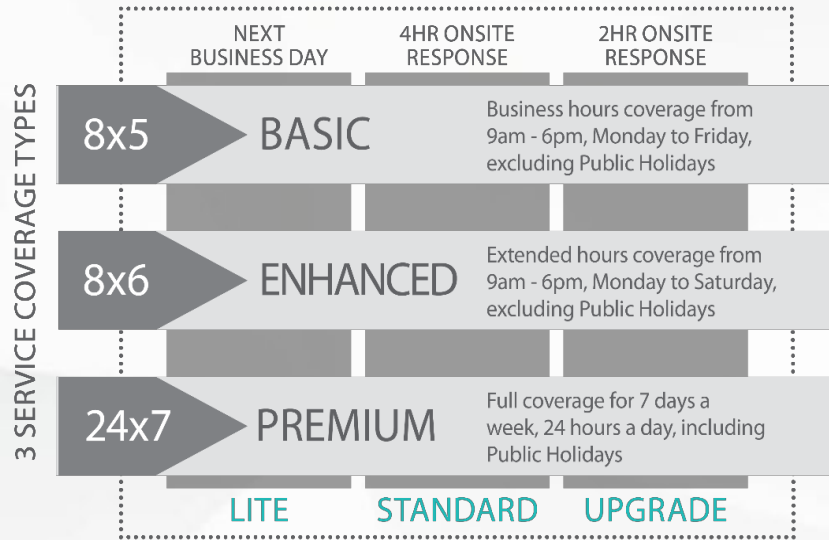 3 SERVICE COVERAGE TYPES
NEXT
BUSINESS DAY
4HR ONSITE
RESPONSE
2HR ONSITE
RESPONSE
8x5
BASIC
Business hours coverage from
9am - 6pm, Monday to Friday,
excluding Public Holidays
8x6
ENHANCED
Extended hours coverage from
9am - 6pm, Monday to Saturday,
excluding Public Holidays
24x7
PREMIUM
Full coverage for 7 days a
week, 24 hours a day, including
Public Holidays
LITE
STANDARD
UPGRADE